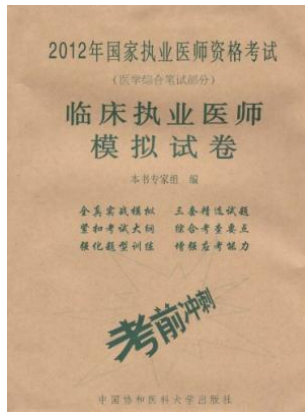 2012年国家执业医师资格考试
(医学综合笔试部分)
临床执业医师
模拟试卷
本书专家组 编
全真实战模拟 三套精选试题
紧扣考试大纲 综合考查要点
强化题型训练 增强应考能力
考前冲刺
中国协和医科大学出版社